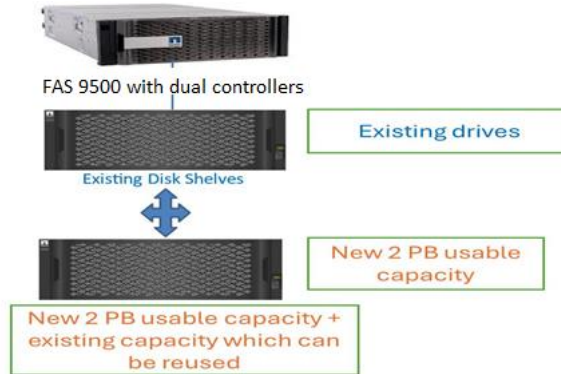 FAS 9500 with dual controllers
Existing drives
Existing Disk Shelves
New 2 PB usable
capacity
New 2 PB usable capacity +
existing capacity which can
be reused